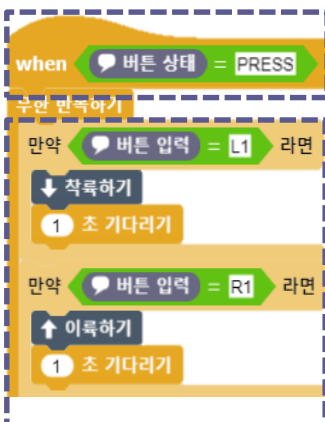 when 버튼 상태 = PRESS
무한 반복하기
만약 버튼 입력 = L1 라면
착륙하기
1 초 기다리기
만약 버튼 입력 = R1 라면
이륙하기
1 초 기다리기